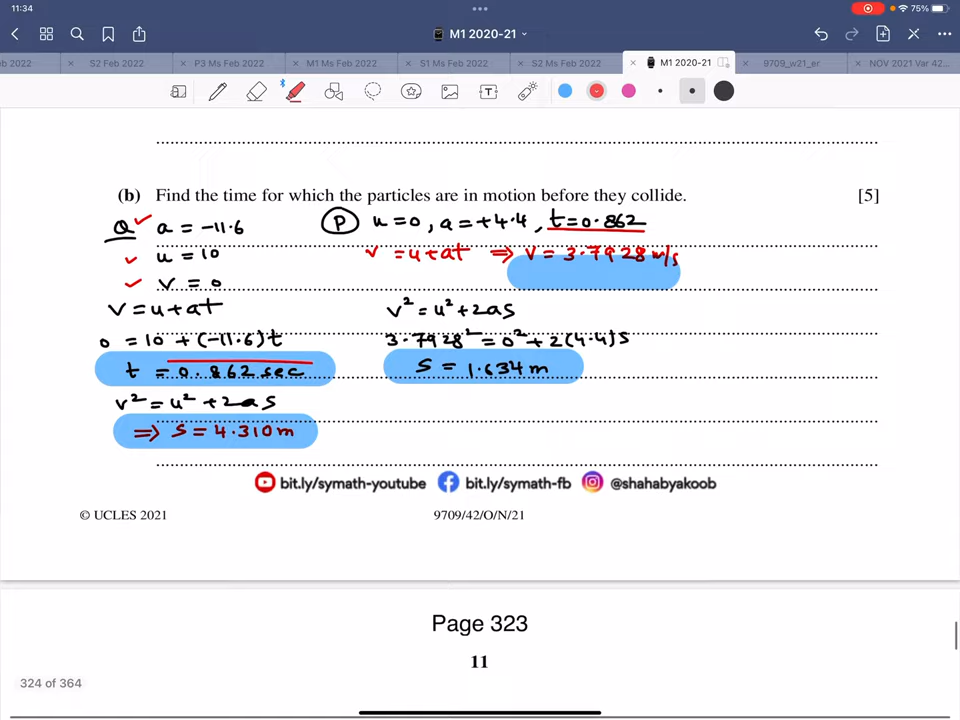 11:34
75%
M1 2020-21
eb 2022
S2 Feb 2022
P3 Ms Feb 2022
M1 Ms Feb 2022
S1 Ms Feb 2022
S2 Ms Feb 2022
M1 2020-21
9709_w21_er
NOV 2021 Var 42...
(b) Find the time for which the particles are in motion before they collide. [5]
Q a = -11.6
u = 10
v = 0
v = u + at
0 = 10 + (-11.6)t
t = 0.862 sec
v² = u² + 2as
⇒ s = 4.310m
P u = 0, a = +4.4, t = 0.862
v = u + at ⇒ v = 3.7928 m/s
v² = u² + 2as
3.7928² = 0² + 2(4.4)s
s = 1.634 m
bit.ly/symath-youtube bit.ly/symath-fb @shahabyakoob
© UCLES 2021 9709/42/O/N/21
Page 323
11
324 of 364